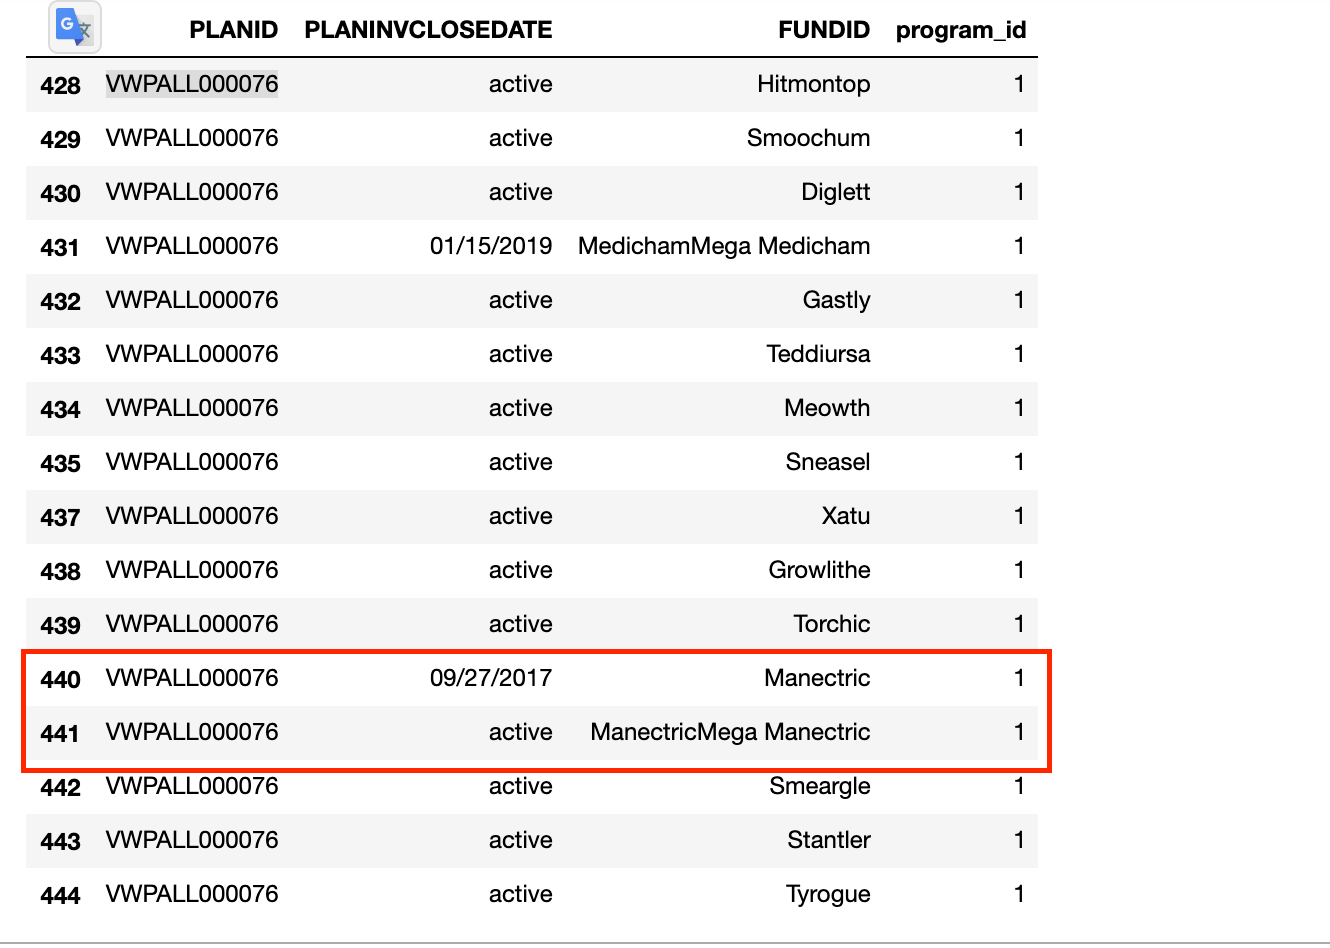 PLANID PLANINVCLOSEDATE FUNDID program_id
428 VWPALL000076 active Hitmontop 1
429 VWPALL000076 active Smoochum 1
430 VWPALL000076 active Diglett 1
431 VWPALL000076 01/15/2019 MedichamMega Medicham 1
432 VWPALL000076 active Gastly 1
433 VWPALL000076 active Teddiursa 1
434 VWPALL000076 active Meowth 1
435 VWPALL000076 active Sneasel 1
437 VWPALL000076 active Xatu 1
438 VWPALL000076 active Growlithe 1
439 VWPALL000076 active Torchic 1
440 VWPALL000076 09/27/2017 Manectric 1
441 VWPALL000076 active ManectricMega Manectric 1
442 VWPALL000076 active Smeargle 1
443 VWPALL000076 active Stantler 1
444 VWPALL000076 active Tyrogue 1